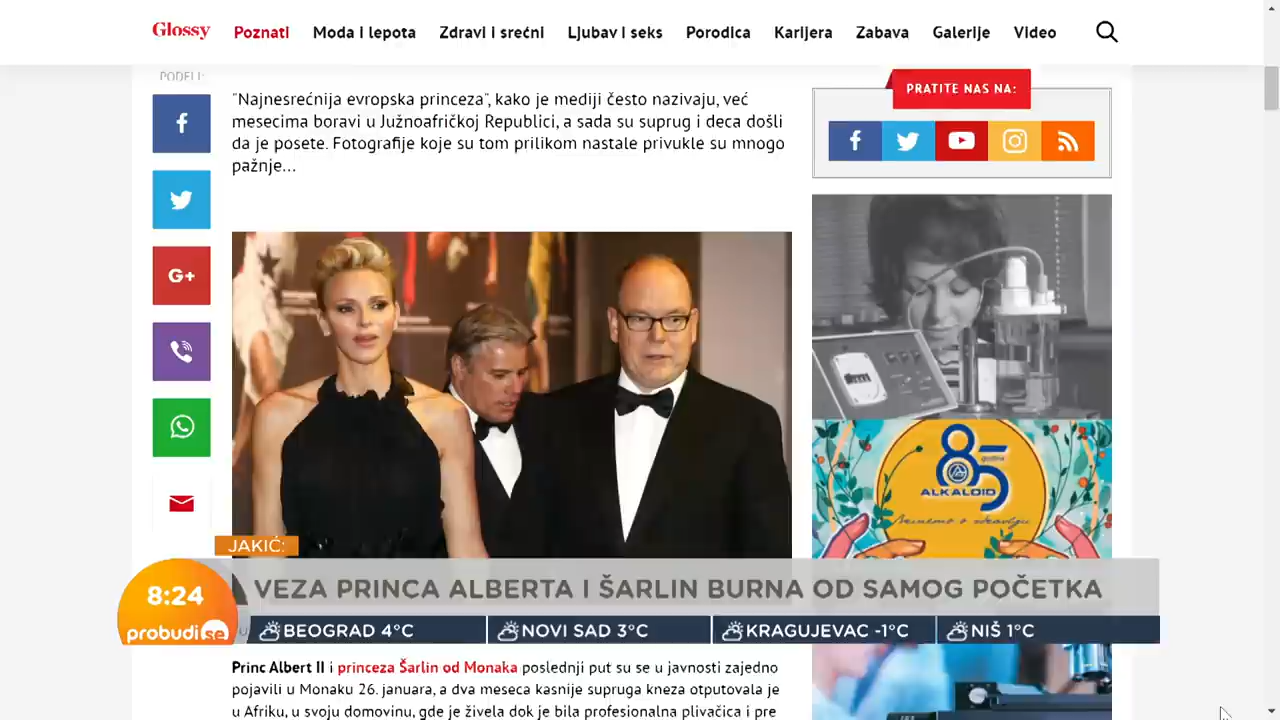 Glossy Poznati Moda i lepota Zdravi i srećni Ljubav i seks Porodica Karijera Zabava Galerije Video
PODELI:
"Najnesrećnija evropska princeza", kako je mediji često nazivaju, već
mesecima boravi u Južnoafričkoj Republici, a sada su suprug i deca došli
da je posete. Fotografije koje su tom prilikom nastale privukle su mnogo
pažnje...
PRATITE NAS NA:
G+
85
godina
ALKALOID
Brinemo o zdravlju
JAKIĆ:
VEZA PRINCA ALBERTA I ŠARLIN BURNA OD SAMOG POČETKA
8:24
probudi se
BEOGRAD 4°C NOVI SAD 3°C KRAGUJEVAC -1°C NIŠ 1°C
Princ Albert II i princeza Šarlin od Monaka poslednji put su se u javnosti zajedno
pojavili u Monaku 26. januara, a dva meseca kasnije supruga kneza otputovala je
u Afriku, u svoju domovinu, gde je živela dok je bila profesionalna plivačica i pre